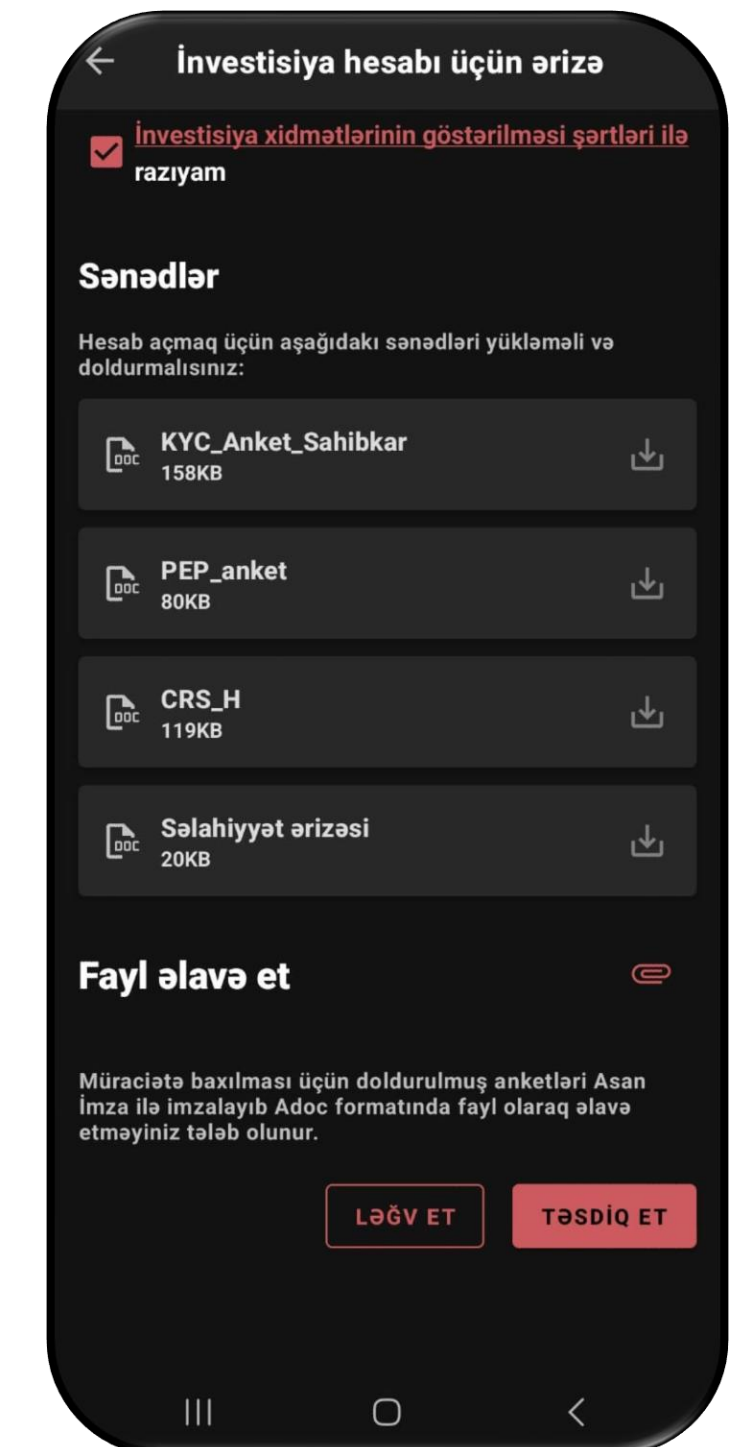 İnvestisiya hesabı üçün ərizə
İnvestisiya xidmətlərinin göstərilməsi şərtləri ilə
razıyam
Sənədlər
Hesab açmaq üçün aşağıdakı sənədləri yükləməli və
doldurmalısınız:
KYC_Anket_Sahibkar
158KB
PEP_anket
80KB
CRS_H
119KB
Səlahiyyət ərizəsi
20KB
Fayl əlavə et
Müraciətə baxılması üçün doldurulmuş anketləri Asan
İmza ilə imzalayıb Adoc formatında fayl olaraq əlavə
etməyiniz tələb olunur.
LƏĞV ET
TƏSDİQ ET